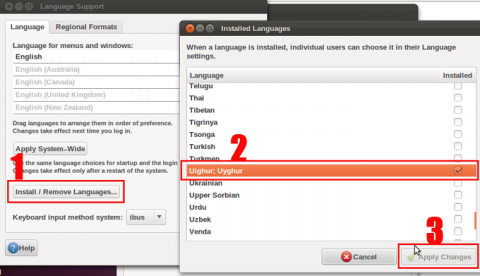 Language Support
Language
Regional Formats
Language for menus and windows:
English
English (Australia)
English (Canada)
English (United Kingdom)
English (New Zealand)
Drag languages to arrange them in order of preference.
Changes take effect next time you log in.
Apply System-Wide
the same language choices for startup and the login
Changes take effect only after a restart of the system.
1
Install / Remove Languages...
Keyboard input method system:
ibus
Help
Installed Languages
When a language is installed, individual users can choose it in their Language
settings.
Language
Installed
Telugu
Thai
Tibetan
Tigrinya
Tsonga
Turkish
Turkmen
2
Uighur; Uyghur
Ukrainian
Upper Sorbian
Urdu
Uzbek
Venda
3
Cancel
Apply Changes